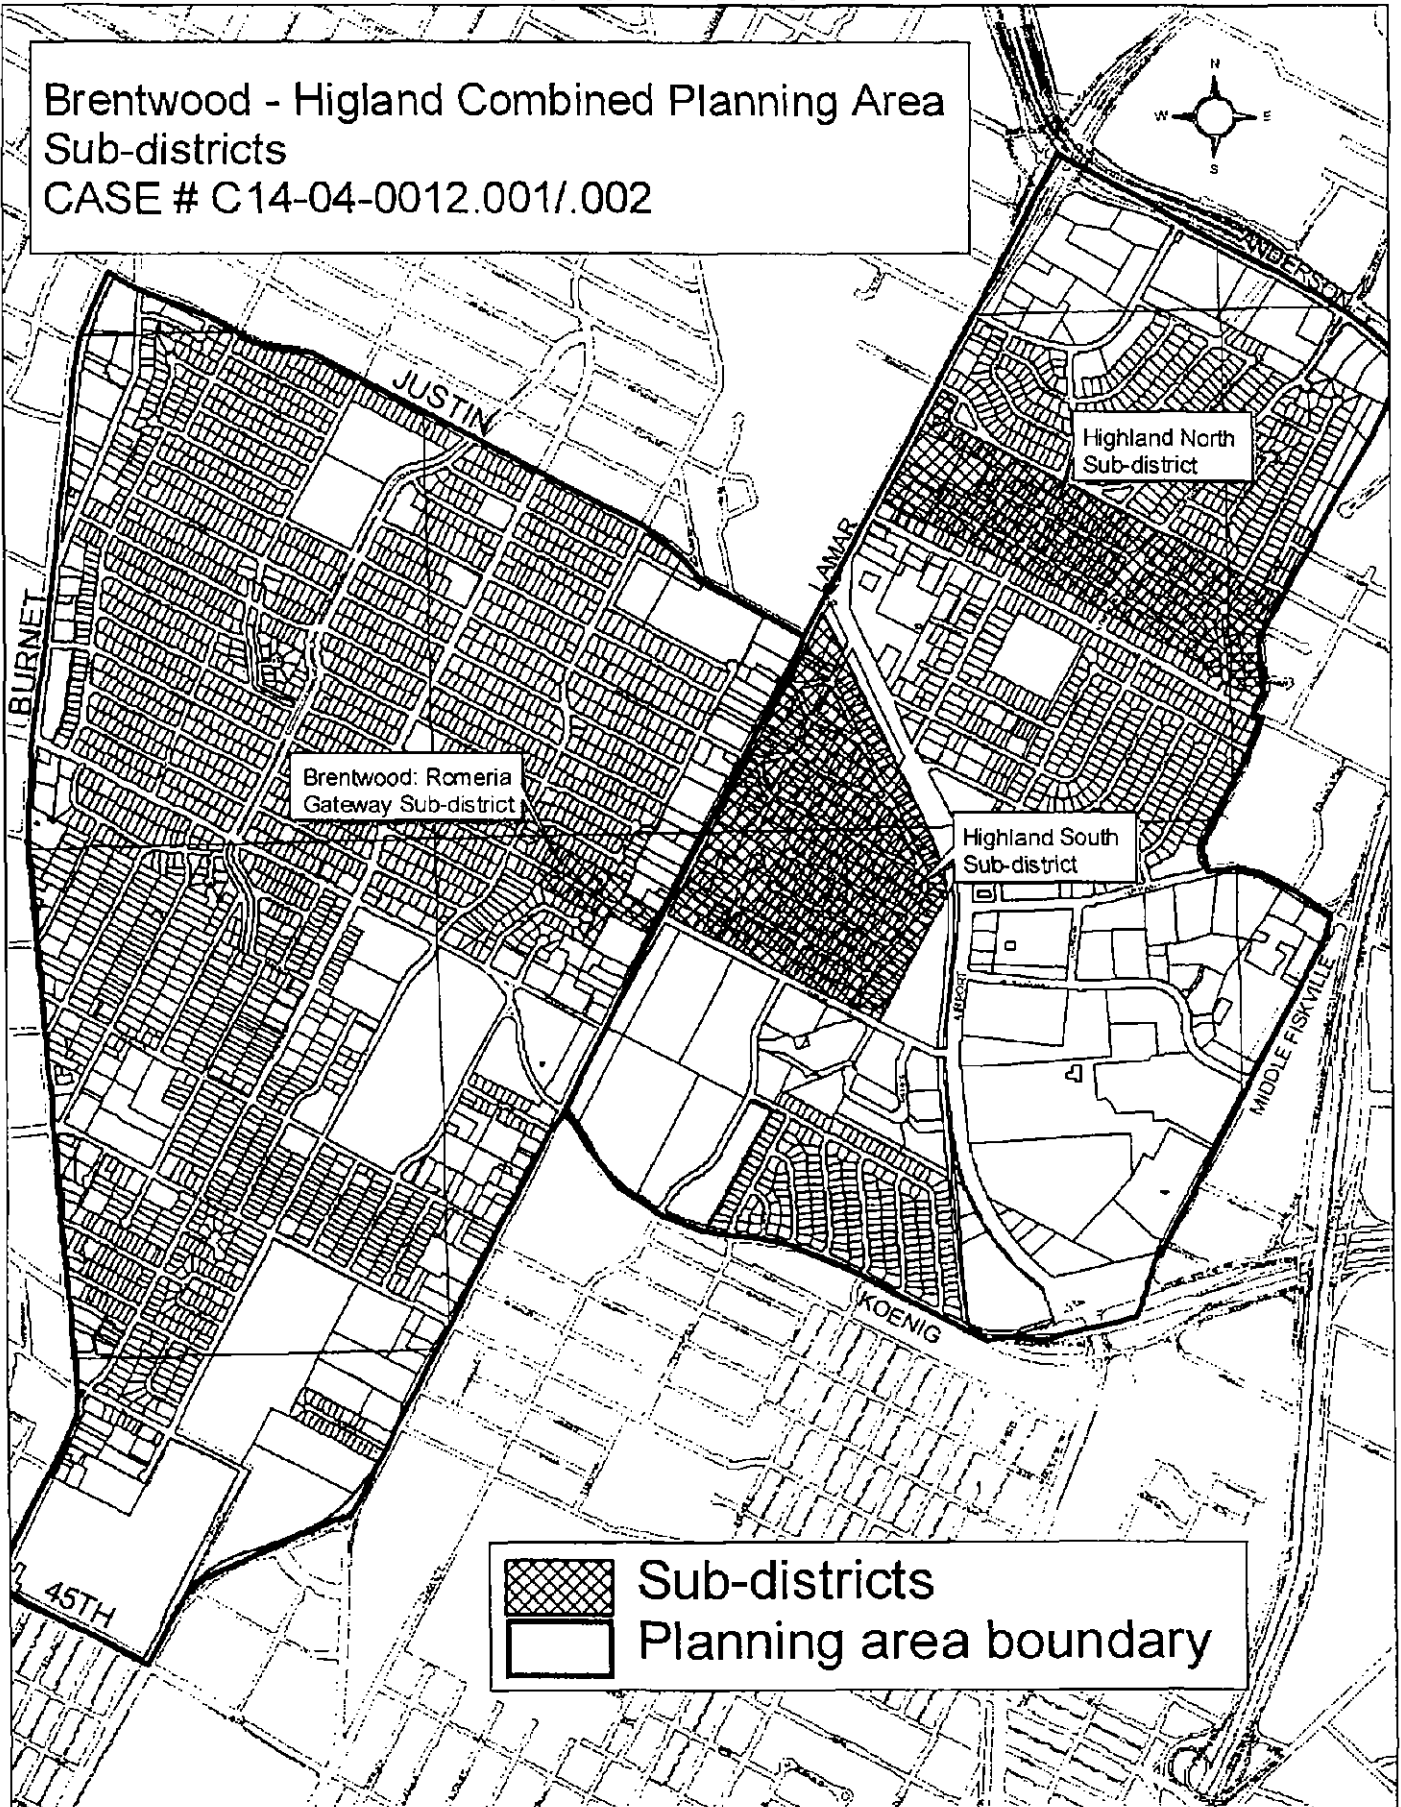 Brentwood - Higland Combined Planning Area
Sub-districts
CASE # C14-04-0012.001/.002
N
W
E
S
ANDERSON
JUSTIN
Highland North
Sub-district
LAMAR
BURNET
Brentwood: Romeria
Gateway Sub-district
Highland South
Sub-district
AIRPORT
MIDDLE FISKVILLE
KOENIG
45TH
Sub-districts
Planning area boundary